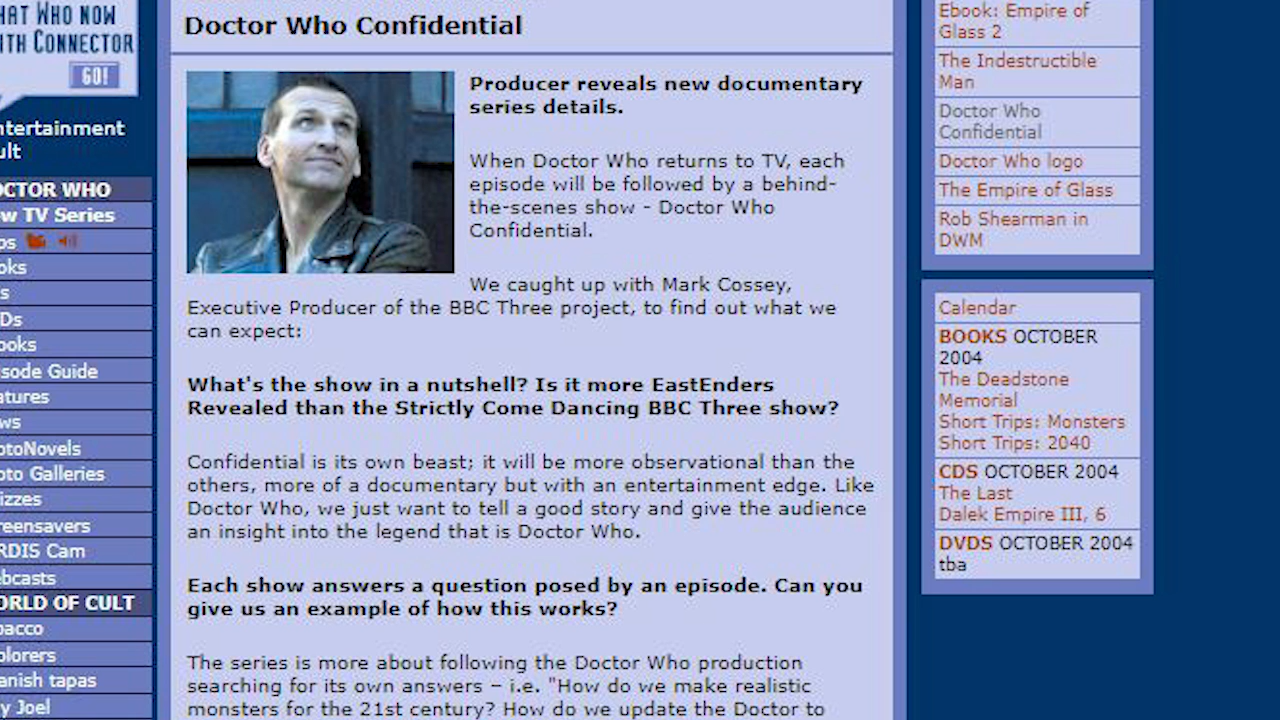 HAT WHO NOW
ITH CONNECTOR
GO!
ntertainment
ult
OCTOR WHO
ew TV Series
ps
oks
s
Ds
ooks
isode Guide
atures
ws
otoNovels
oto Galleries
izzes
reensavers
RDIS Cam
ebcasts
ORLD OF CULT
bacco
plorers
anish tapas
y Joel
Doctor Who Confidential
Producer reveals new documentary
series details.
When Doctor Who returns to TV, each
episode will be followed by a behind-
the-scenes show - Doctor Who
Confidential.
We caught up with Mark Cossey,
Executive Producer of the BBC Three project, to find out what we
can expect:
What's the show in a nutshell? Is it more EastEnders
Revealed than the Strictly Come Dancing BBC Three show?
Confidential is its own beast; it will be more observational than the
others, more of a documentary but with an entertainment edge. Like
Doctor Who, we just want to tell a good story and give the audience
an insight into the legend that is Doctor Who.
Each show answers a question posed by an episode. Can you
give us an example of how this works?
The series is more about following the Doctor Who production
searching for its own answers – i.e. "How do we make realistic
monsters for the 21st century? How do we update the Doctor to
Ebook: Empire of
Glass 2
The Indestructible
Man
Doctor Who
Confidential
Doctor Who logo
The Empire of Glass
Rob Shearman in
DWM
Calendar
BOOKS OCTOBER
2004
The Deadstone
Memorial
Short Trips: Monsters
Short Trips: 2040
CDS OCTOBER 2004
The Last
Dalek Empire III, 6
DVDS OCTOBER 2004
tba